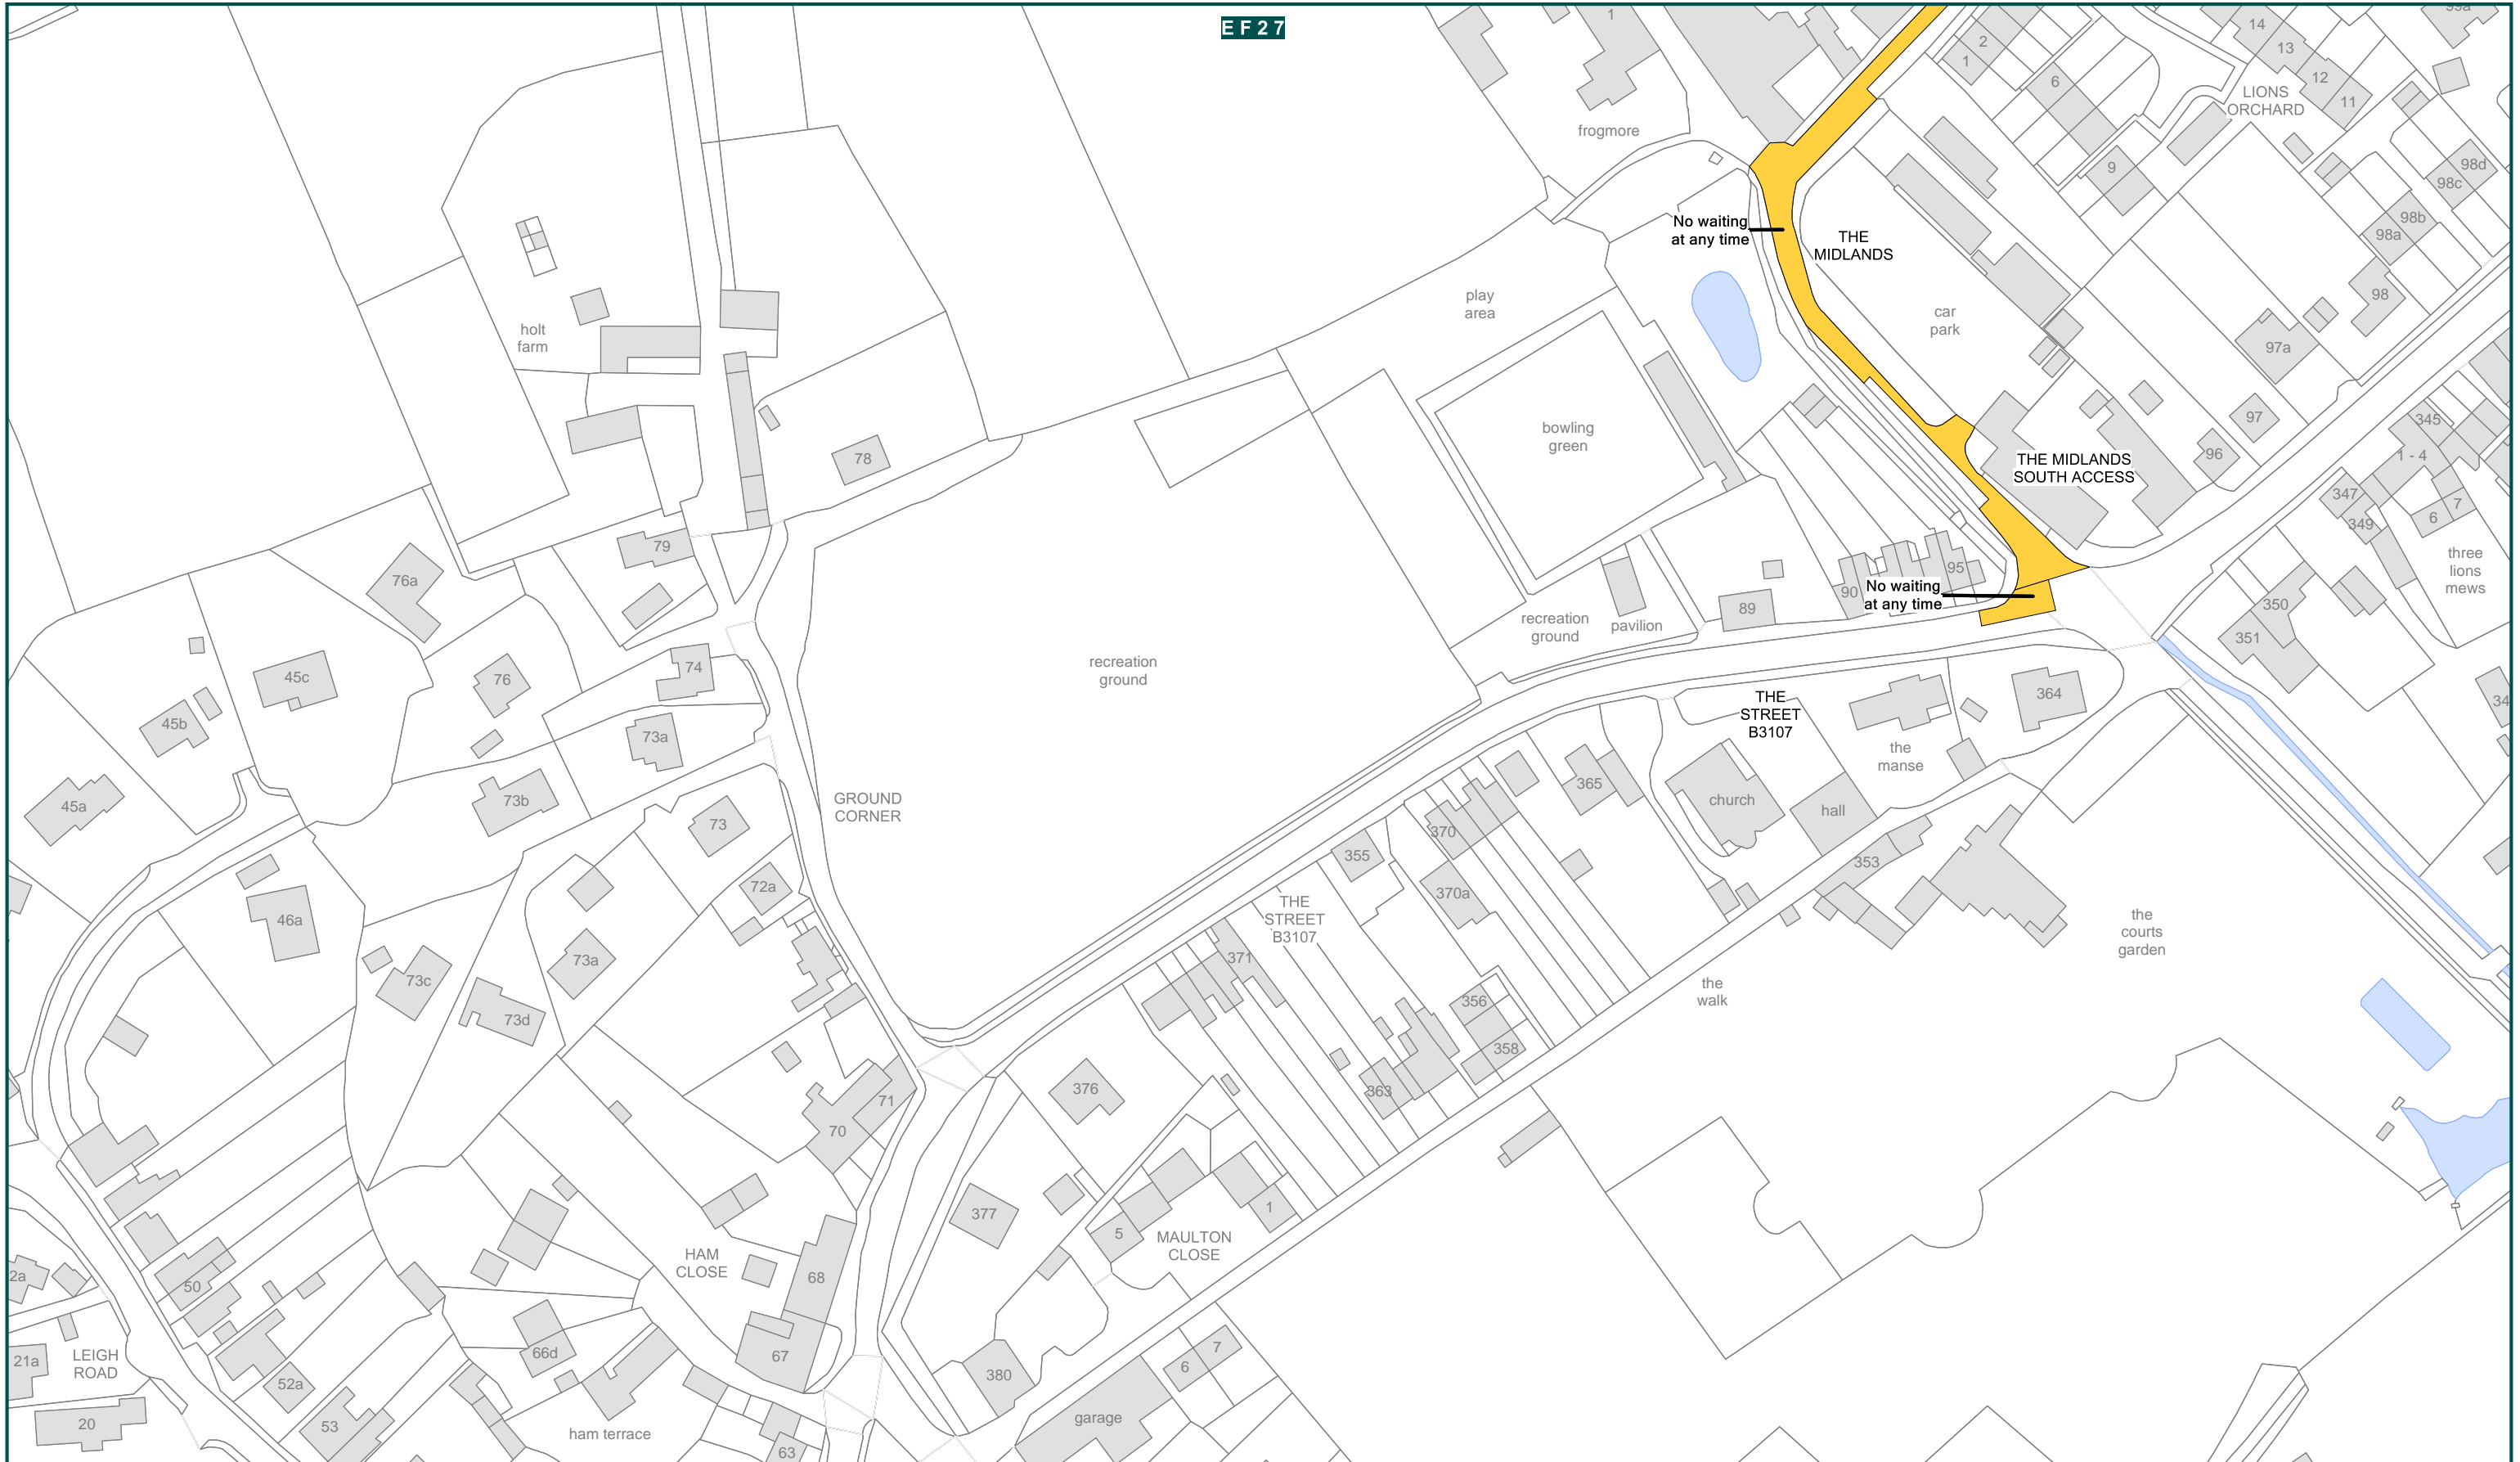 EF27
1
14
13
12
11
99a
2
1
6
LIONS
ORCHARD
frogmore
9
98d
98c
98b
98a
98
No waiting
at any time
THE
MIDLANDS
play
area
car
park
97a
holt
farm
345
97
96
1 - 4
78
bowling
green
THE MIDLANDS
SOUTH ACCESS
347
349
6
7
79
76a
three
lions
mews
90
95
No waiting
at any time
89
350
351
recreation
ground
pavilion
recreation
ground
74
76
45c
45b
73a
364
34
THE
STREET
B3107
the
manse
365
church
hall
45a
73b
73
GROUND
CORNER
370
355
353
72a
370a
46a
THE
STREET
B3107
the
courts
garden
371
73a
73c
73d
the
walk
356
358
363
376
71
70
377
1
5
MAULTON
CLOSE
HAM
CLOSE
68
2a
50
67
66d
21a
LEIGH
ROAD
52a
380
7
6
53
20
garage
ham terrace
63